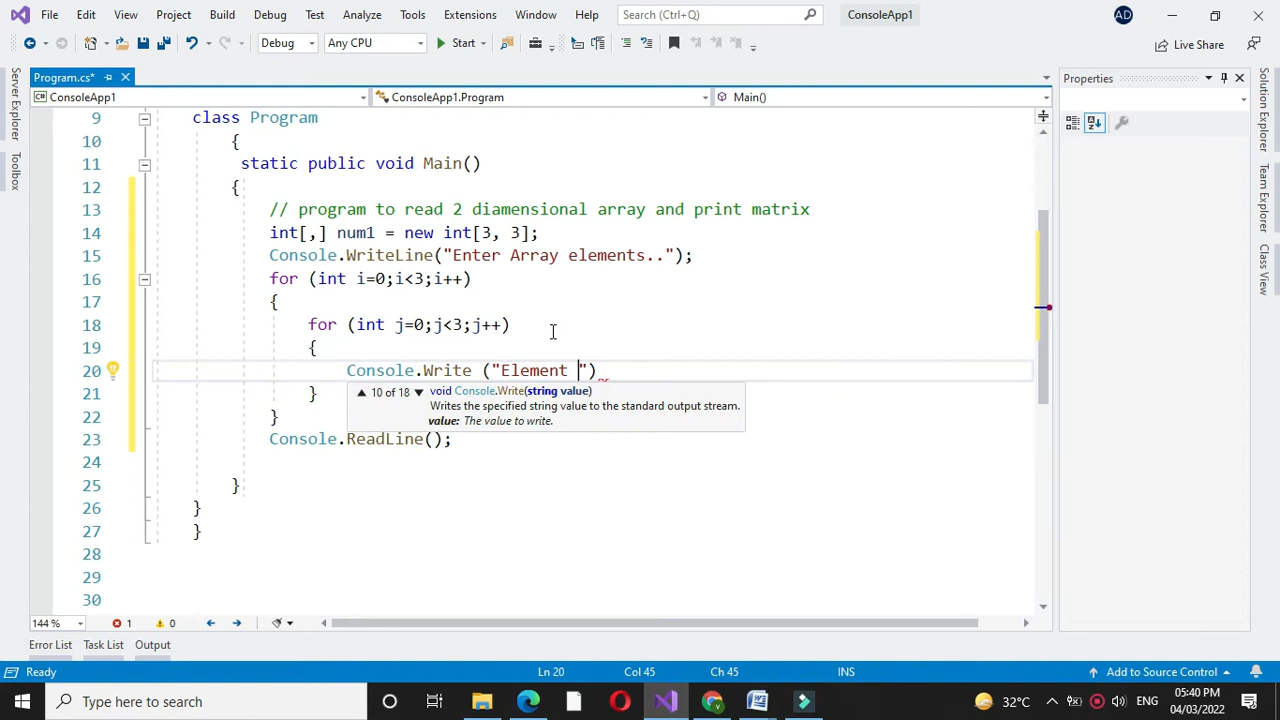 File Edit View Project Build Debug Test Analyze Tools Extensions Window Help Search (Ctrl+Q) ConsoleApp1 AD
Debug Any CPU Start Live Share
Program.cs*
Properties
ConsoleApp1 ConsoleApp1.Program Main()
Server Explorer
Toolbox
9 class Program
10 {
11 static public void Main()
12 {
13 // program to read 2 diamensional array and print matrix
14 int[,] num1 = new int[3, 3];
15 Console.WriteLine("Enter Array elements..");
16 for (int i=0;i<3;i++)
17 {
18 for (int j=0;j<3;j++)
19 {
20 Console.Write ("Element ")
10 of 18 void Console.Write(string value)
Writes the specified string value to the standard output stream.
value: The value to write.
21 }
22 }
23 Console.ReadLine();
24
25 }
26 }
27 }
28
29
30
Solution Explorer
Team Explorer
Class View
144 % 1 0
Error List Task List Output
Ready Ln 20 Col 45 Ch 45 INS Add to Source Control
Type here to search 32°C ENG 05:40 PM 04/03/2022